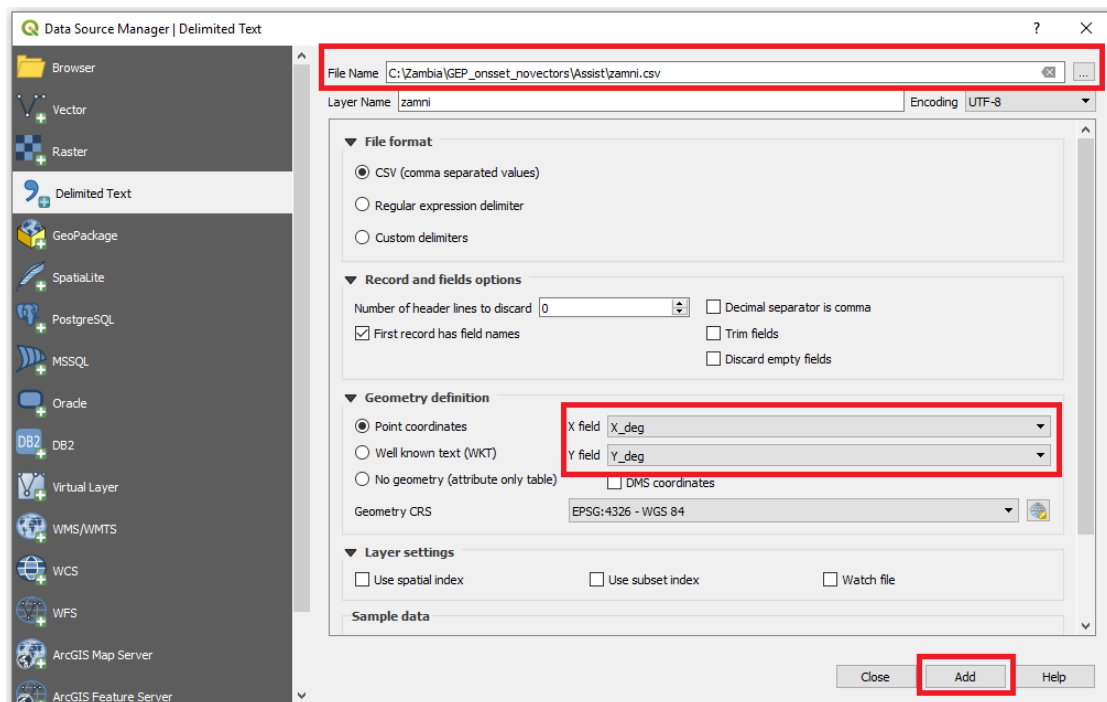 Data Source Manager | Delimited Text
?
Browser
Vector
Raster
Delimited Text
GeoPackage
SpatiaLite
PostgreSQL
MSSQL
Oracle
DB2 DB2
Virtual Layer
WMS/WMTS
WCS
WFS
ArcGIS Map Server
ArcGIS Feature Server
File Name C:\Zambia\GEP_onsset_novectors\Assist\zamni.csv ...
Layer Name zamni Encoding UTF-8
File format
CSV (comma separated values)
Regular expression delimiter
Custom delimiters
Record and fields options
Number of header lines to discard 0 Decimal separator is comma
First record has field names Trim fields
Discard empty fields
Geometry definition
Point coordinates X field X_deg
Well known text (WKT) Y field Y_deg
No geometry (attribute only table) DMS coordinates
Geometry CRS EPSG:4326 - WGS 84
Layer settings
Use spatial index Use subset index Watch file
Sample data
Close Add Help